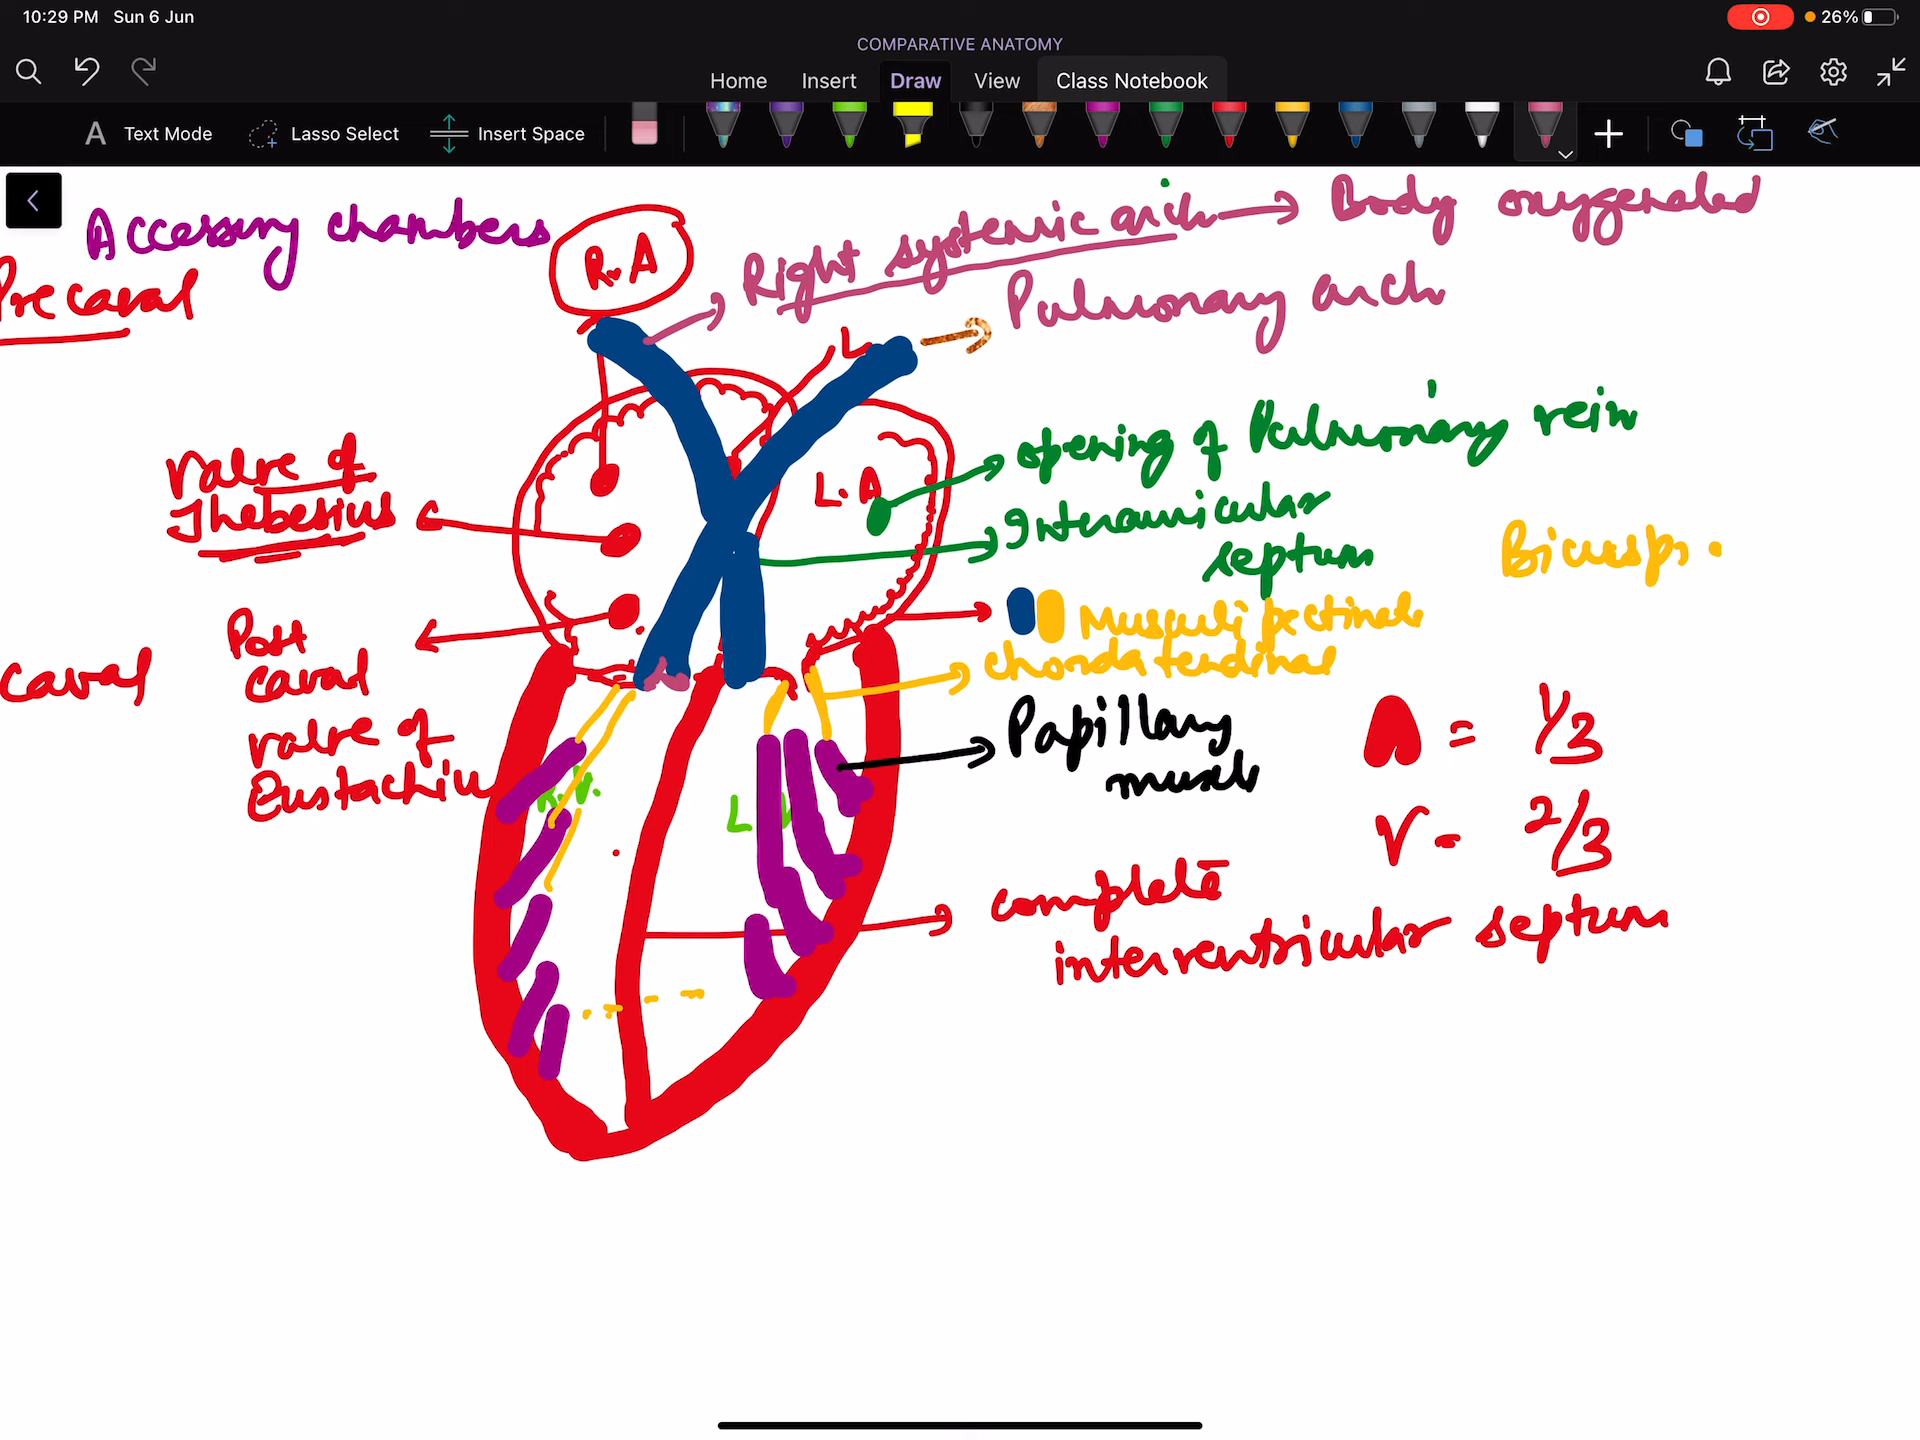 10:29 PM Sun 6 Jun
26%
COMPARATIVE ANATOMY
Home Insert Draw View Class Notebook
A Text Mode Lasso Select Insert Space
Accessory chambers
Precaval
R.A
Right systemic arch → Body oxygenated
Pulmonary arch
L
L.A
opening of Pulmonary vein
Interauricular
septum
Valve of
Thebesius
Bicusp
Musculi pectinate
chorda tendinal
Post
caval
caval
valve of
Eustachiu
Papillary
muscle
R.V.
L V
A = 1/3
V = 2/3
complete
interventricular septum